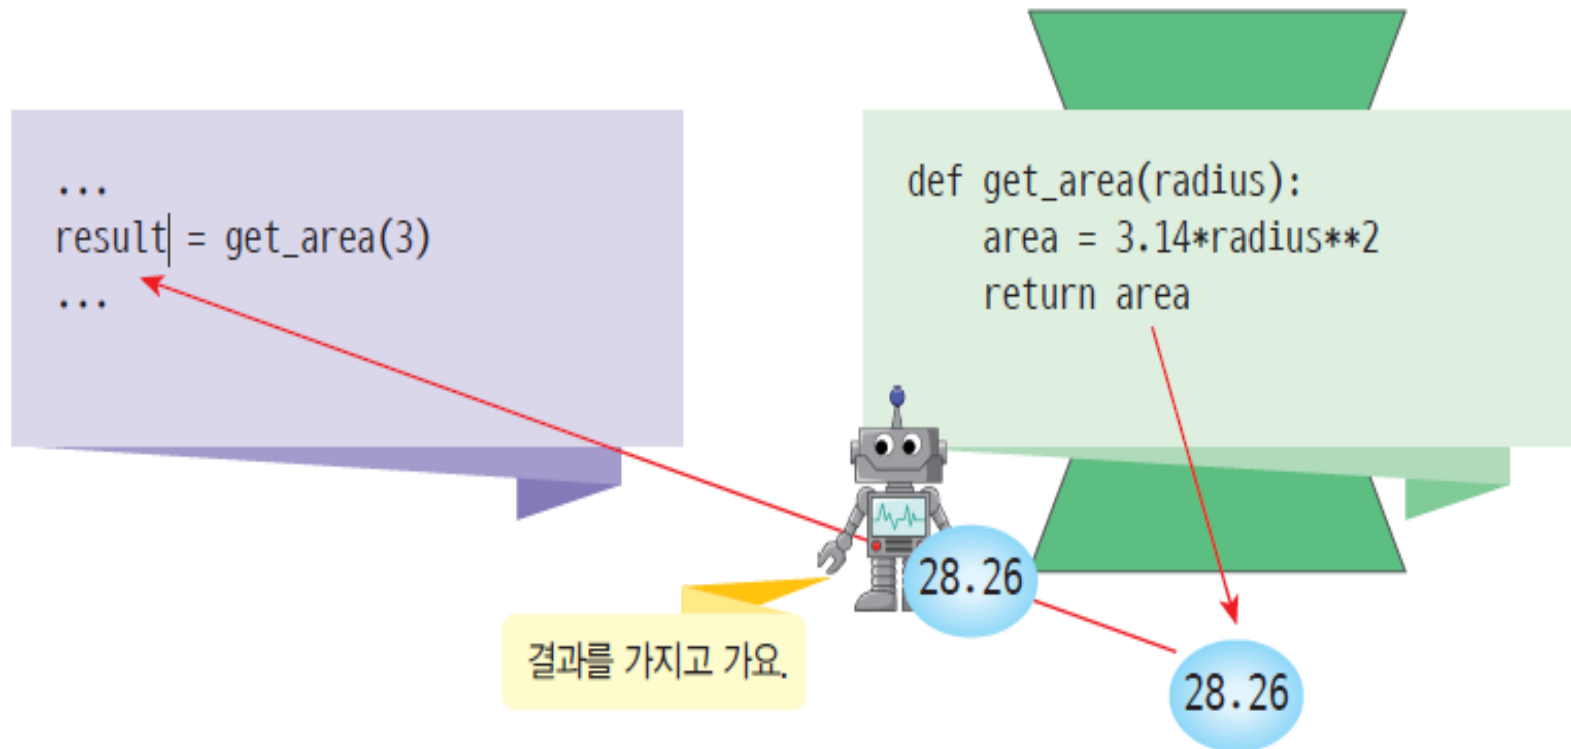 ...
result = get_area(3)
...
def get_area(radius):
    area = 3.14*radius**2
    return area
28.26
결과를 가지고 가요.
28.26